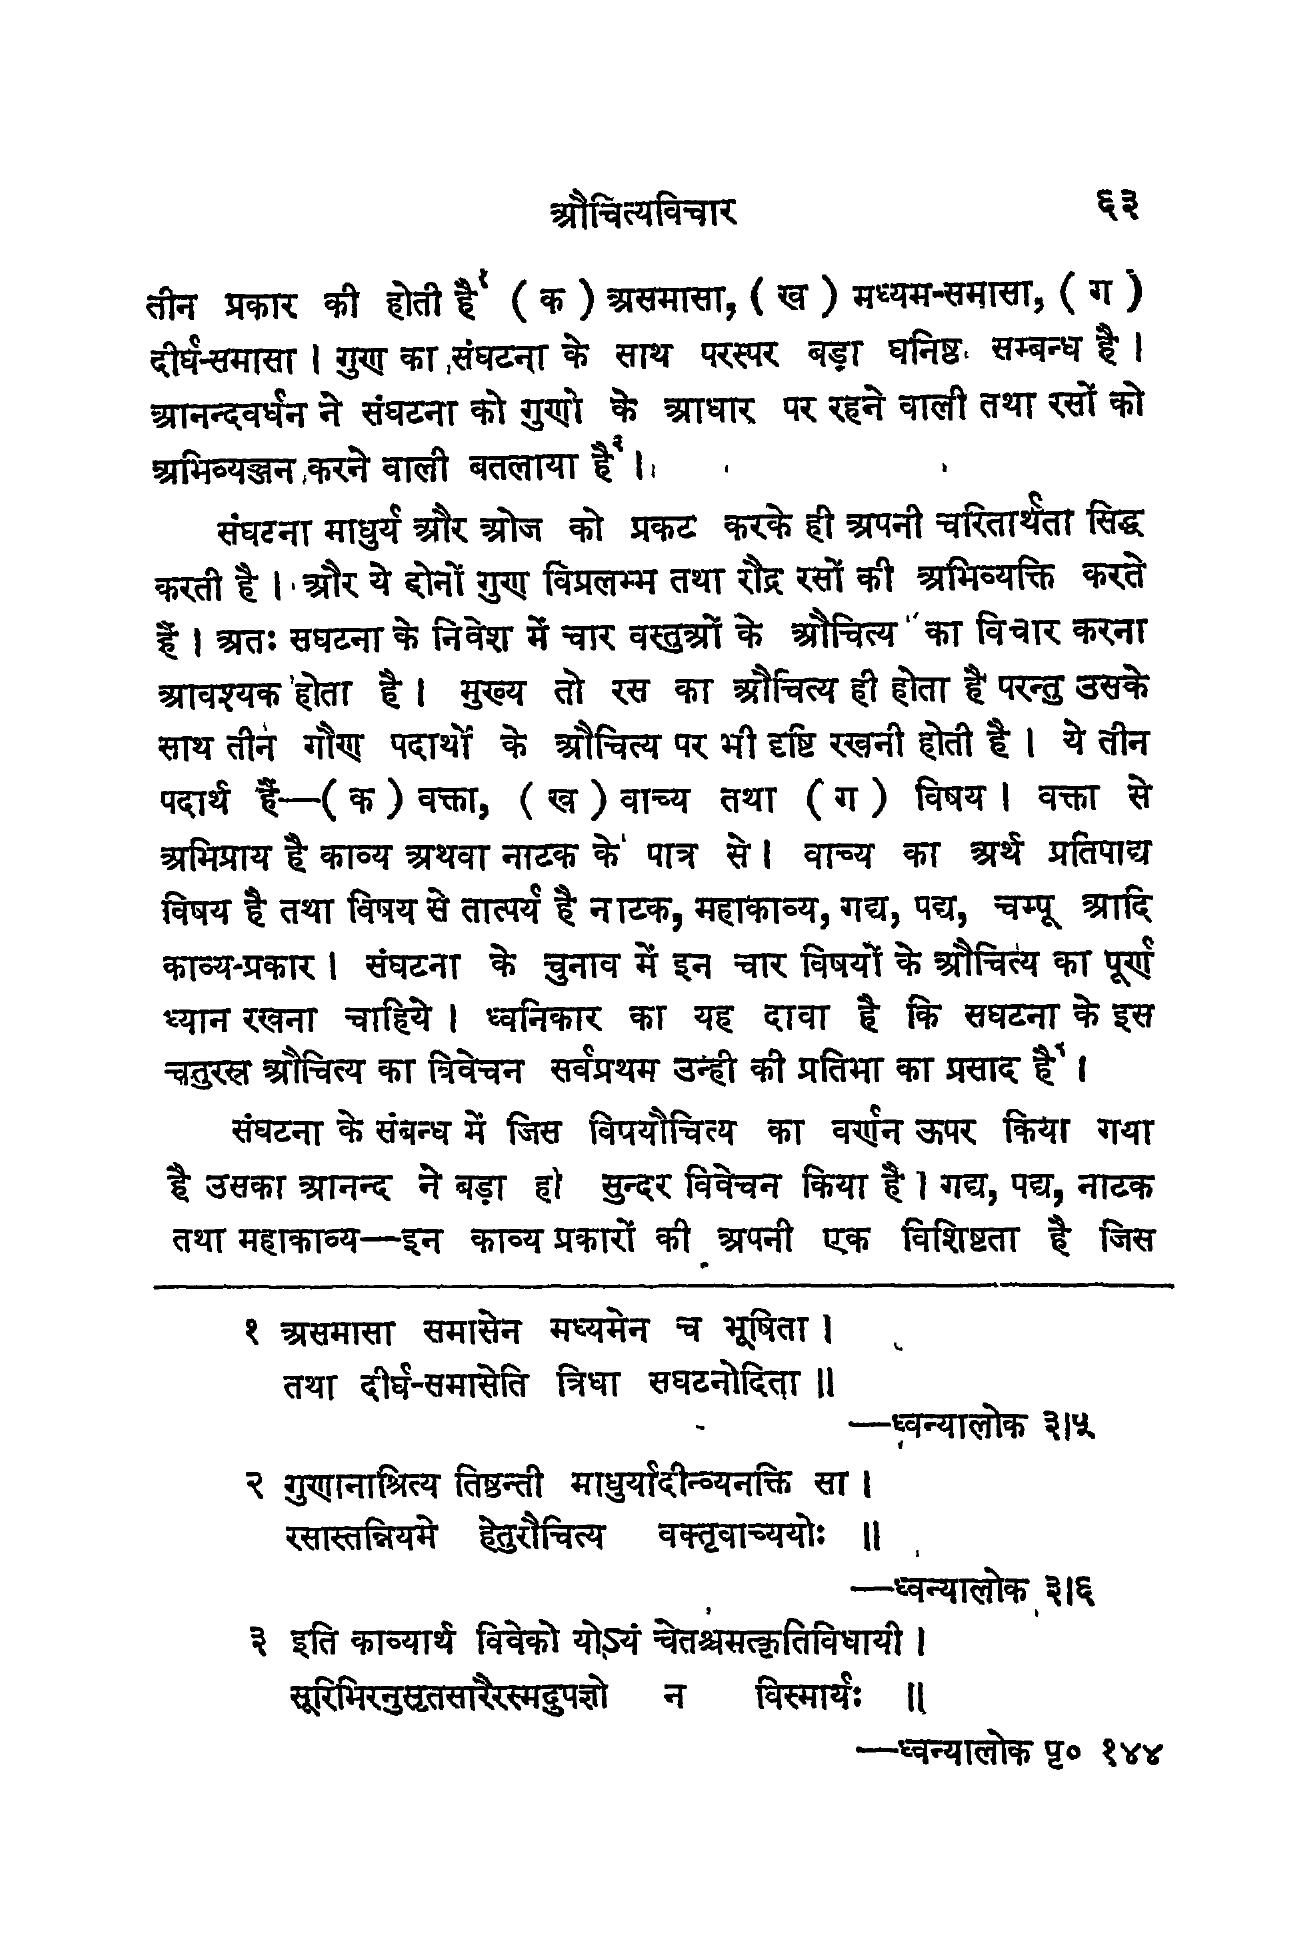 औचित्यविचार ६३
तीन प्रकार की होती है१ ( क ) असमासा, ( ख ) मध्यम-समासा, ( ग )
दीर्घ-समासा । गुण का संघटना के साथ परस्पर बड़ा घनिष्ठ सम्बन्ध है ।
आनन्दवर्धन ने संघटना को गुणो के आधार पर रहने वाली तथा रसों को
अभिव्यञ्जन करने वाली बतलाया है२ ।
संघटना माधुर्य और ओज को प्रकट करके ही अपनी चरितार्थता सिद्ध
करती है । और ये दोनों गुण विप्रलम्भ तथा रौद्र रसों की अभिव्यक्ति करते
हैं । अतः सघटना के निवेश में चार वस्तुओं के औचित्य का विचार करना
आवश्यक होता है । मुख्य तो रस का औचित्य ही होता है परन्तु उसके
साथ तीन गौण पदार्थों के औचित्य पर भी दृष्टि रखनी होती है । ये तीन
पदार्थ हैं—( क ) वक्ता, ( ख ) वाच्य तथा ( ग ) विषय । वक्ता से
अभिप्राय है काव्य अथवा नाटक के पात्र से । वाच्य का अर्थ प्रतिपाद्य
विषय है तथा विषय से तात्पर्य है नाटक, महाकाव्य, गद्य, पद्य, चम्पू आदि
काव्य-प्रकार । संघटना के चुनाव में इन चार विषयों के औचित्य का पूर्ण
ध्यान रखना चाहिये । ध्वनिकार का यह दावा है कि सघटना के इस
चतुरस्र औचित्य का विवेचन सर्वप्रथम उन्ही की प्रतिभा का प्रसाद है३ ।
संघटना के संबन्ध में जिस विपयौचित्य का वर्णन ऊपर किया गया
है उसका आनन्द ने बड़ा ही सुन्दर विवेचन किया है । गद्य, पद्य, नाटक
तथा महाकाव्य—इन काव्य प्रकारों की अपनी एक विशिष्टता है जिस
१ असमासा समासेन मध्यमेन च भूषिता ।
तथा दीर्घ-समासेति त्रिधा सघटनोदिता ॥
—ध्वन्यालोक ३।५
२ गुणानाश्रित्य तिष्ठन्ती माधुर्यादीन्व्यनक्ति सा ।
रसास्तन्नियमे हेतुरौचित्य वक्तृवाच्ययोः ॥
—ध्वन्यालोक ३।६
३ इति काव्यार्थ विवेको योऽयं चेतश्चमत्कृतिविधायी ।
सूरिभिरनुसृतसारैरस्मदुपज्ञो न विस्मार्यः ॥
—ध्वन्यालोक पृ० १४४